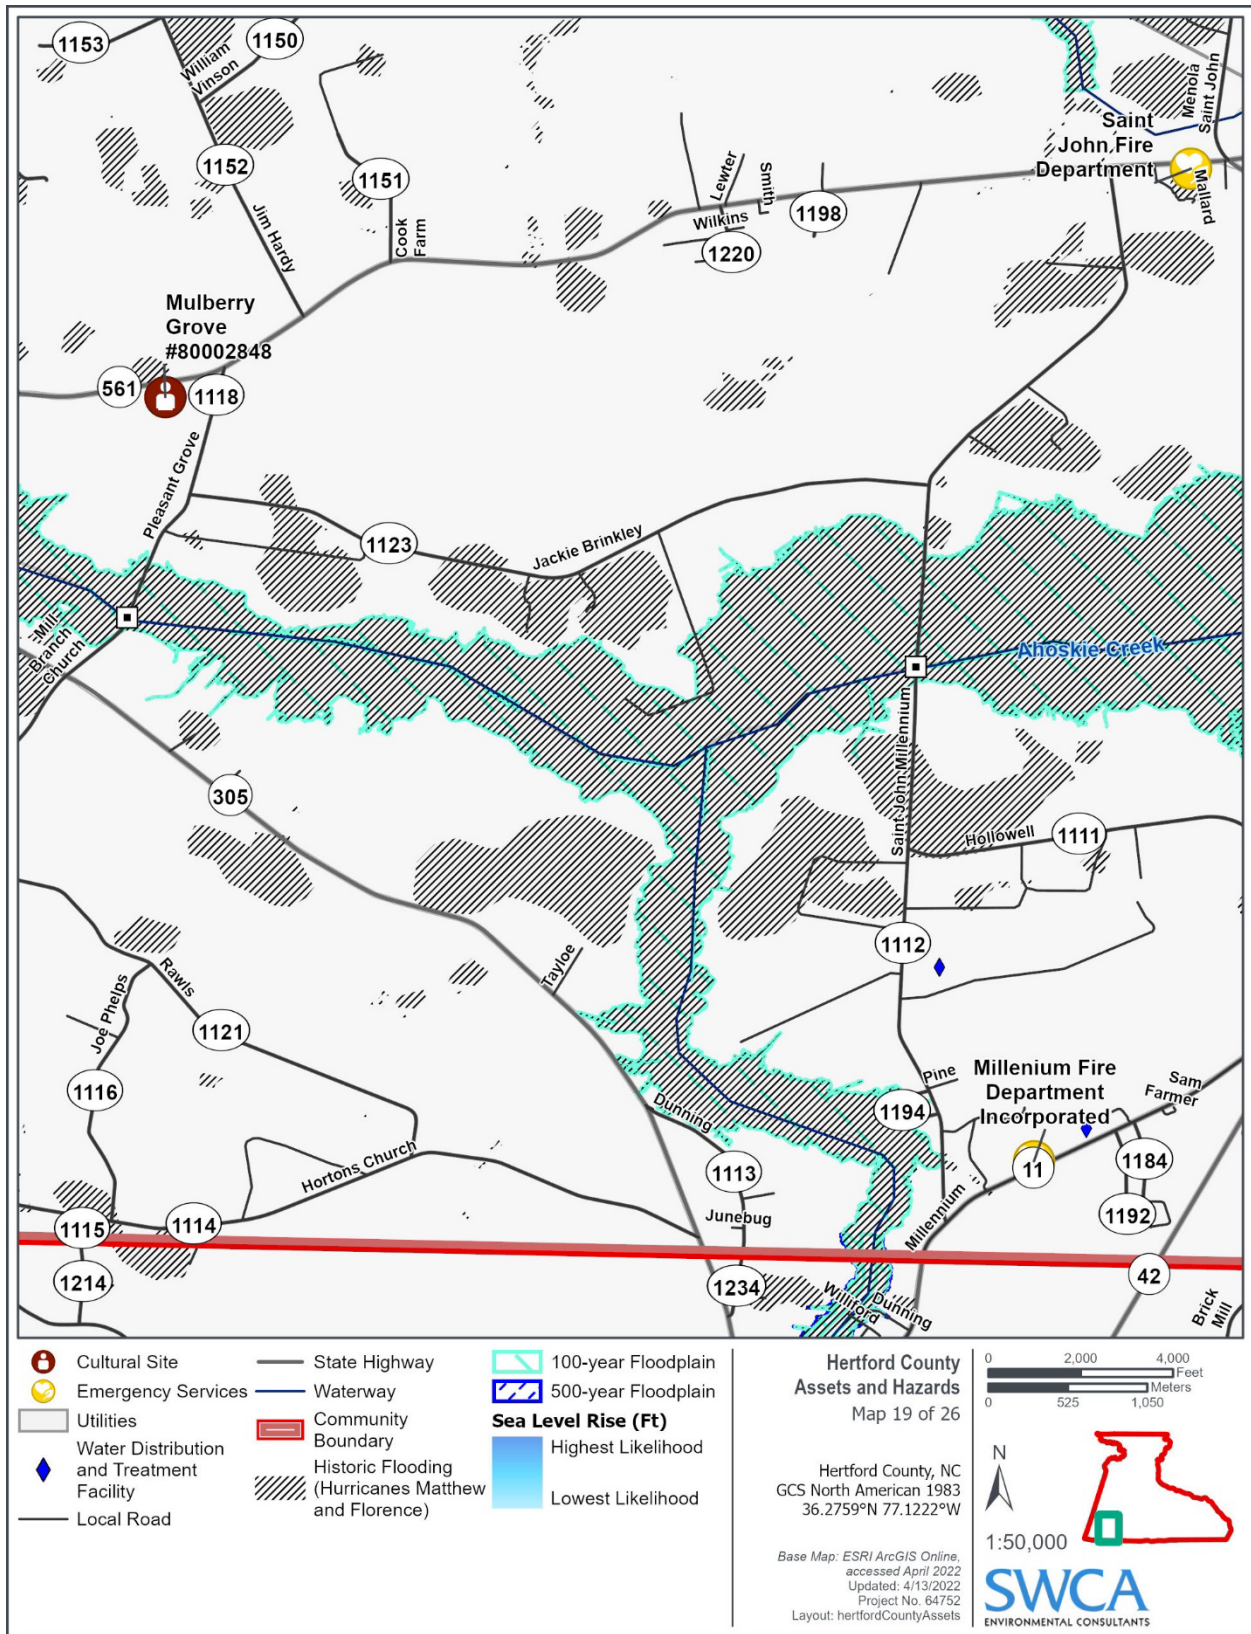 1153
1150
William
Vinson
1152
1151
Jim Hardy
Cook
Farm
Lewter
Smith
Wilkins
1198
1220
Menola
Saint John
Saint
John Fire
Department
Mallard
Mulberry
Grove
#80002848
561
1118
Pleasant Grove
1123
Jackie Brinkley
Mill
Branch
Church
Ahoskie Creek
Saint John Millennium
305
Hollowell
1111
1112
Tayloe
Rawls
Joe Phelps
1121
1116
Pine
Millenium Fire
Department
Incorporated
Sam
Farmer
1194
Dunning
11
1184
1113
Hortons Church
1192
Junebug
Millennium
1115
1114
1214
1234
42
Williford
Dunning
Brick
Mill
Cultural Site
Emergency Services
Utilities
Water Distribution
and Treatment
Facility
Local Road
State Highway
Waterway
Community
Boundary
Historic Flooding
(Hurricanes Matthew
and Florence)
100-year Floodplain
500-year Floodplain
Sea Level Rise (Ft)
Highest Likelihood
Lowest Likelihood
Hertford County
Assets and Hazards
Map 19 of 26
Hertford County, NC
GCS North American 1983
36.2759°N 77.1222°W
Base Map: ESRI ArcGIS Online,
accessed April 2022
Updated: 4/13/2022
Project No. 64752
Layout: hertfordCountyAssets
0 2,000 4,000
Feet
Meters
0 525 1,050
N
1:50,000
SWCA
ENVIRONMENTAL CONSULTANTS